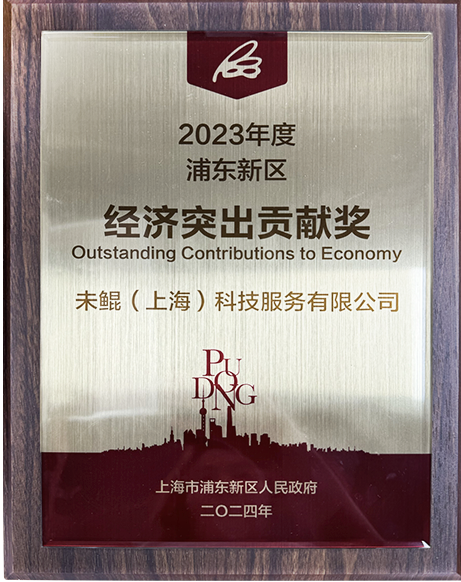 2023年度
浦东新区
经济突出贡献奖
Outstanding Contributions to Economy
未鲲（上海）科技服务有限公司
PU
DONG
上海市浦东新区人民政府
二〇二四年